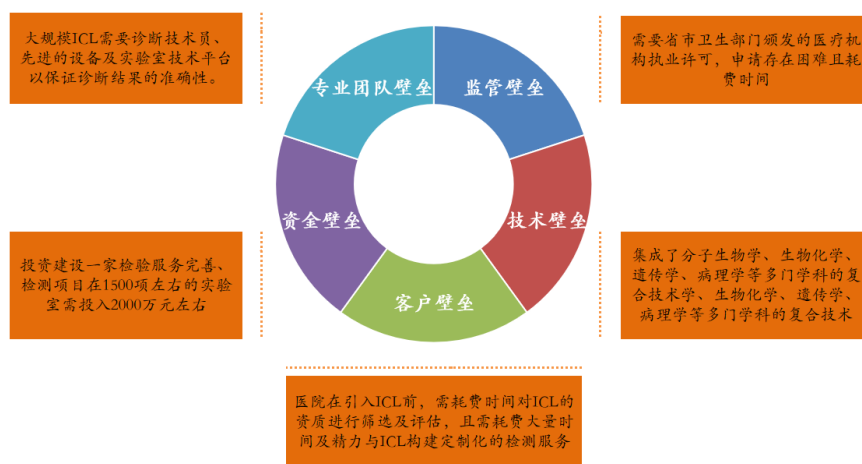 大规模ICL需要诊断技术员、
先进的设备及实验室技术平台
以保证诊断结果的准确性。
需要省市卫生部门颁发的医疗机
构执业许可，申请存在困难且耗
费时间
专业团队壁垒
监管壁垒
资金壁垒
技术壁垒
客户壁垒
投资建设一家检验服务完善、
检测项目在1500项左右的实验
室需投入2000万元左右
集成了分子生物学、生物化学、
遗传学、病理学等多门学科的复
合技术学、生物化学、遗传学、
病理学等多门学科的复合技术
医院在引入ICL前，需耗费时间对ICL的
资质进行筛选及评估，且需耗费大量时
间及精力与ICL构建定制化的检测服务